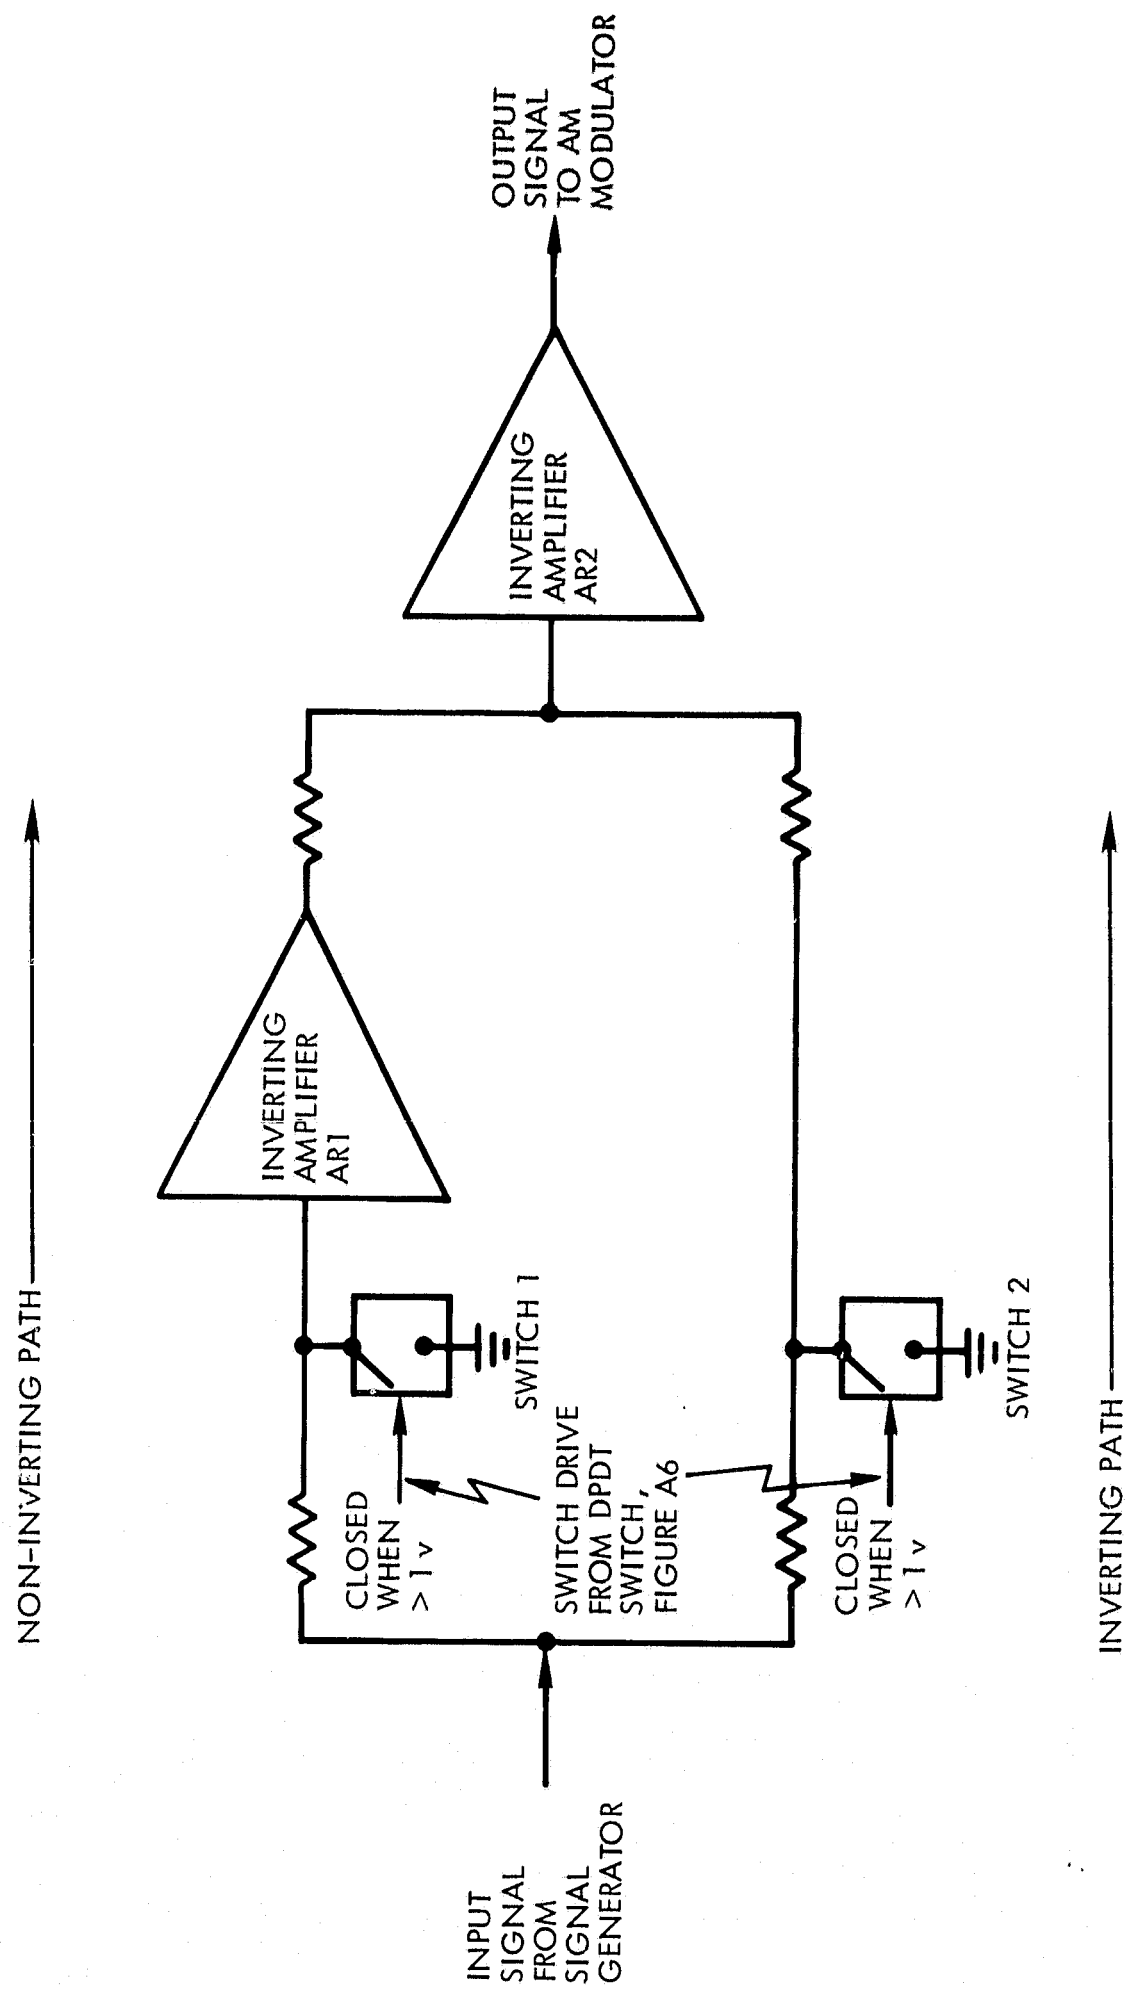 NON-INVERTING PATH
INPUT
SIGNAL
FROM
SIGNAL
GENERATOR
CLOSED
WHEN
> 1 v
SWITCH 1
INVERTING
AMPLIFIER
AR1
SWITCH DRIVE
FROM DPDT
SWITCH,
FIGURE A6
INVERTING
AMPLIFIER
AR2
OUTPUT
SIGNAL
TO AM
MODULATOR
CLOSED
WHEN
> 1 v
SWITCH 2
INVERTING PATH